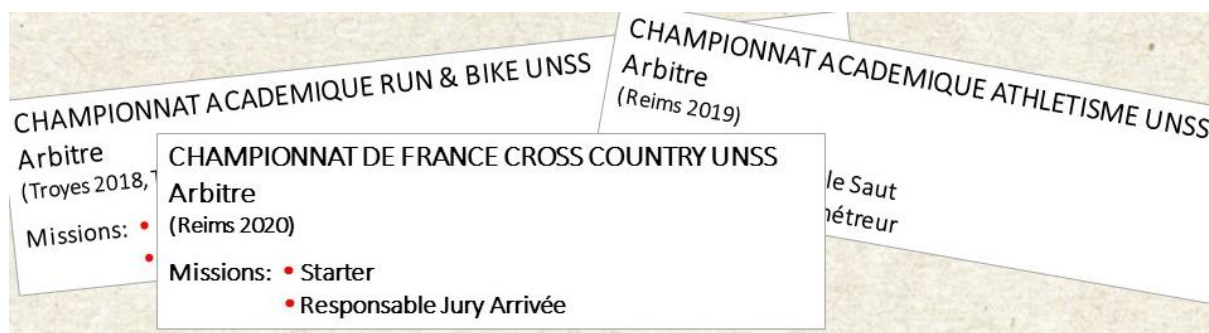 CHAMPIONNAT ACADEMIQUE RUN & BIKE UNSS
Arbitre
(Troyes 2018,
Missions: •
•
CHAMPIONNAT DE FRANCE CROSS COUNTRY UNSS
Arbitre
(Reims 2020)
Missions: • Starter
• Responsable Jury Arrivée
CHAMPIONNAT ACADEMIQUE ATHLETISME UNSS
Arbitre
(Reims 2019)
le Saut